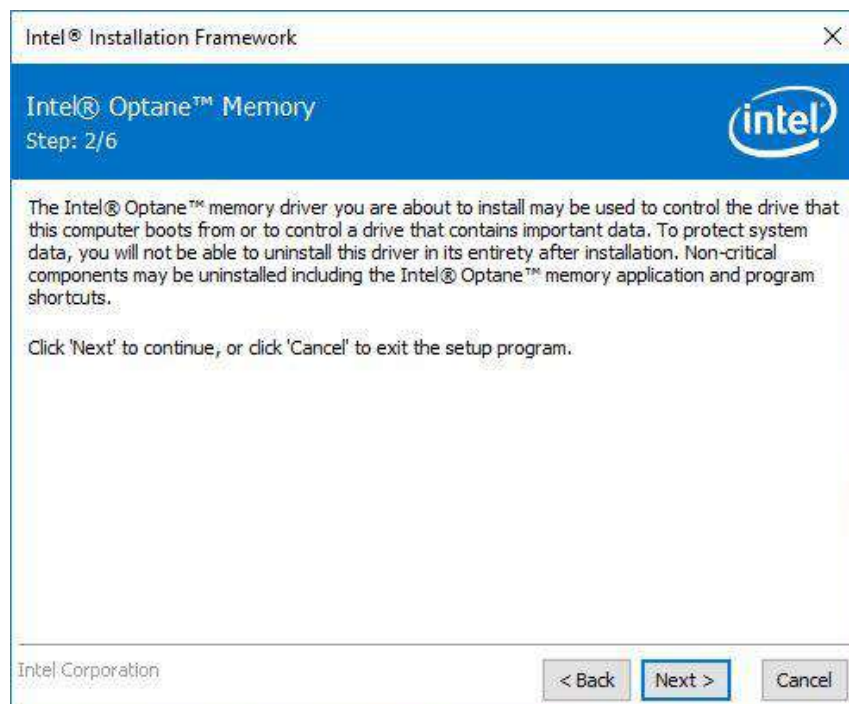 Intel® Installation Framework
Intel® Optane™ Memory
Step: 2/6
intel
The Intel® Optane™ memory driver you are about to install may be used to control the drive that
this computer boots from or to control a drive that contains important data. To protect system
data, you will not be able to uninstall this driver in its entirety after installation. Non-critical
components may be uninstalled including the Intel® Optane™ memory application and program
shortcuts.
Click 'Next' to continue, or click 'Cancel' to exit the setup program.
Intel Corporation
< Back Next > Cancel